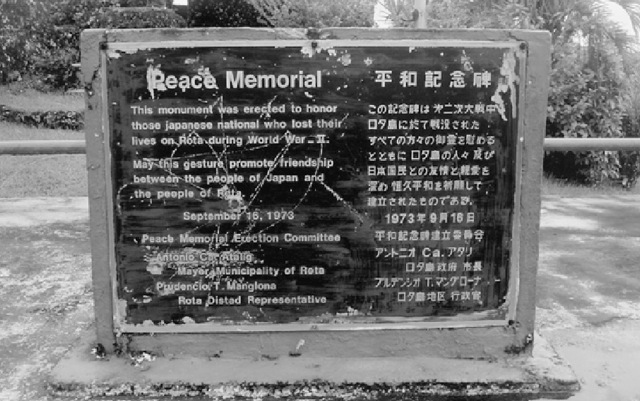 Peace Memorial
This monument was erected to honor
those japanese national who lost their
lives on Rota during World War - II.
May this gesture promote friendship
between the people of Japan and
the people of Rota.
September 16, 1973
Peace Memorial Erection Committee
Antonio Ca. Atalig
Mayor, Municipality of Rota
Prudencio T. Manglona
Rota Distad Representative
平和記念碑
この記念碑は 第二次大戦中
ロタ島に於て戦没された
すべての方々の御霊を慰める
とともに ロタ島の人々 及び
日本国民との友情と親愛を
深め 恒久平和を祈願して
建立されたものである。
1973年9月16日
平和記念碑建立委員会
アントニオ Ca. アタリグ
ロタ島政府 市長
プルデンシオ T. マングローナ
ロタ島地区 行政官